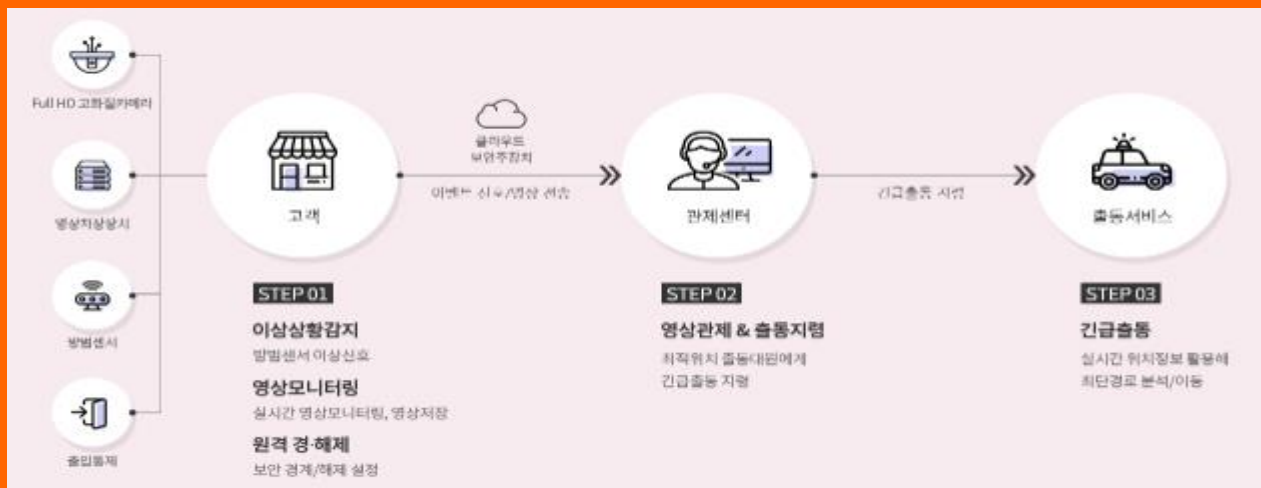 Full HD 고화질카메라
영상저장장치
방범센서
출입통제
고객
클라우드
보안주장치
이벤트 신호/영상 전송
관제센터
긴급출동 지령
출동서비스
STEP 01
이상상황감지
방범센서 이상신호
영상모니터링
실시간 영상모니터링, 영상저장
원격 경·해제
보안 경계/해제 설정
STEP 02
영상관제 & 출동지령
최적위치 출동대원에게
긴급출동 지령
STEP 03
긴급출동
실시간 위치정보 활용해
최단경로 분석/이동